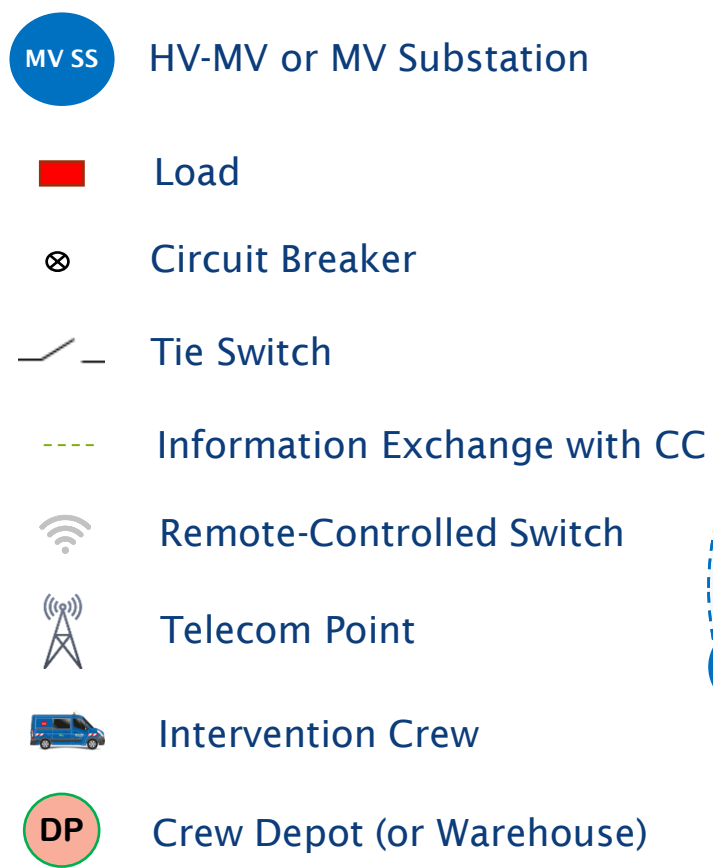 MV SS HV-MV or MV Substation
Load
Circuit Breaker
Tie Switch
Information Exchange with CC
Remote-Controlled Switch
Telecom Point
Intervention Crew
DP Crew Depot (or Warehouse)